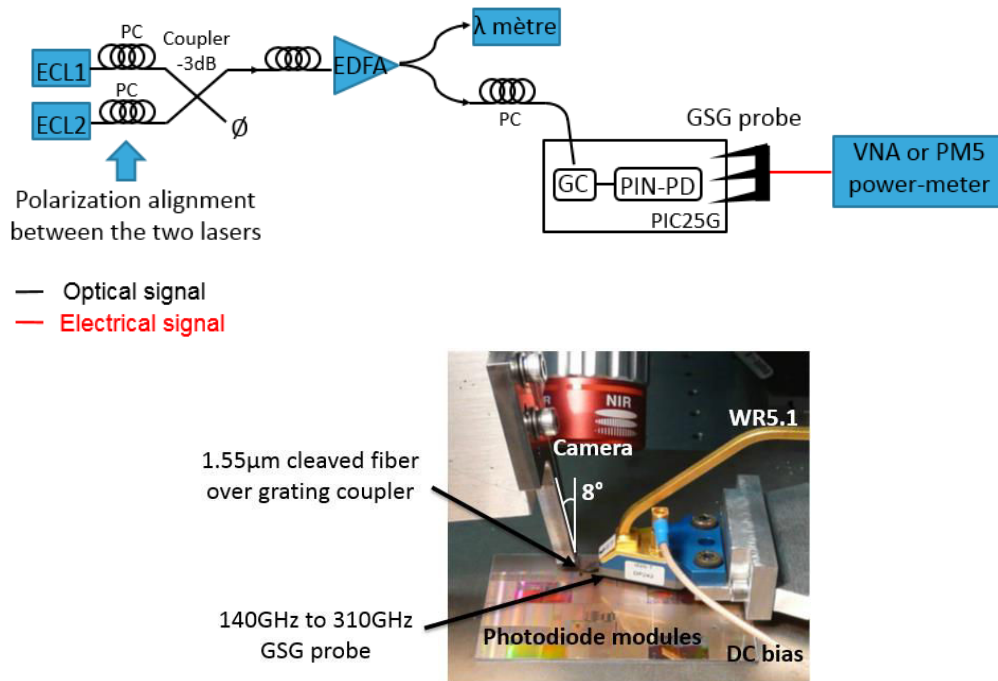 PC
Coupler
-3dB
ECL1
PC
ECL2
Ø
EDFA
λ mètre
PC
GSG probe
GC
PIN-PD
PIC25G
VNA or PM5
power-meter
Polarization alignment
between the two lasers
Optical signal
Electrical signal
NIR
WR5.1
Camera
8°
1.55µm cleaved fiber
over grating coupler
140GHz to 310GHz
GSG probe
Photodiode modules
DC bias